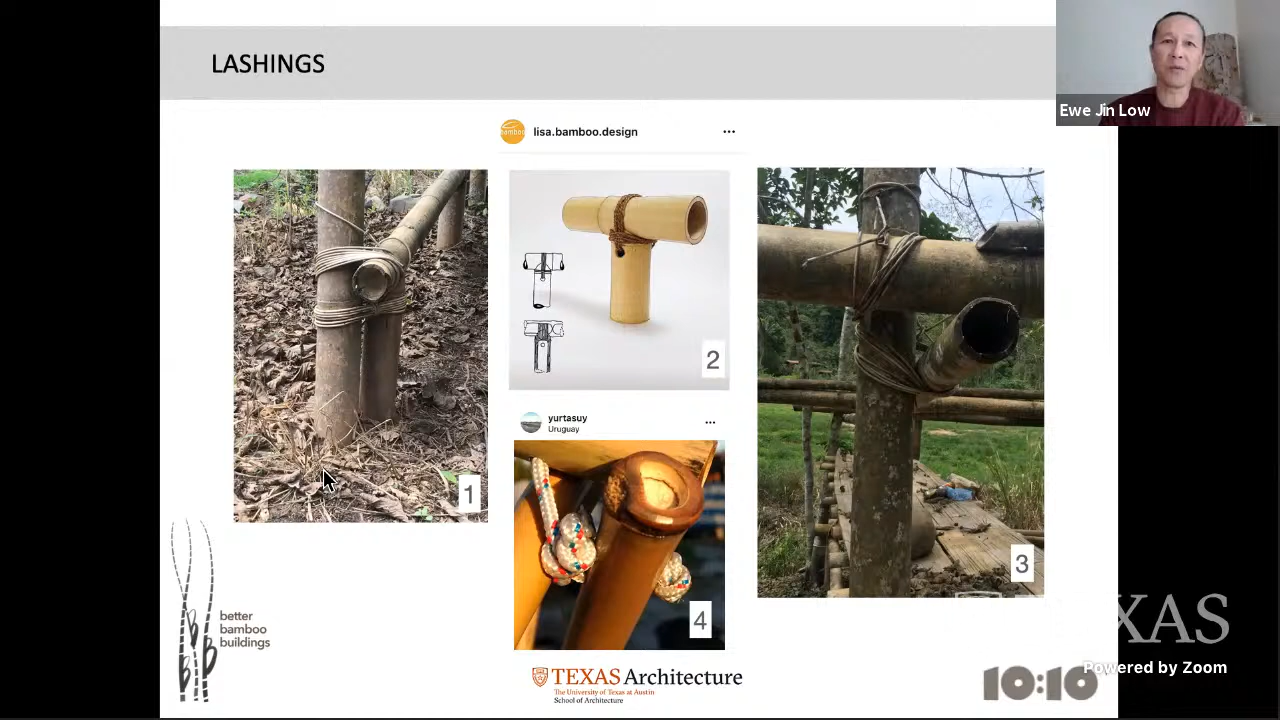 LASHINGS
Ewe Jin Low
lisa.bamboo.design
1
2
3
yurtasuy
Uruguay
4
better
bamboo
buildings
TEXAS Architecture
The University of Texas at Austin
School of Architecture
10:10
XAS
Powered by Zoom